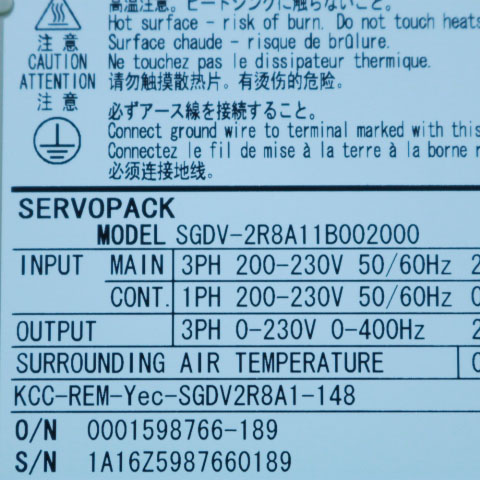 高温注意。ヒートシンクに触らないこと。
Hot surface - risk of burn. Do not touch heats
注意 Surface chaude - risque de brûlure.
CAUTION Ne touchez pas le dissipateur thermique.
ATTENTION 请勿触摸散热片。有烫伤的危险。
注意 必ずアース線を接続すること。
Connect ground wire to terminal marked with this
Connectez le fil de mise à la terre à la borne r
必须连接地线。
SERVOPACK
MODEL SGDV-2R8A11B002000
INPUT MAIN 3PH 200-230V 50/60Hz 2
CONT. 1PH 200-230V 50/60Hz 0
OUTPUT 3PH 0-230V 0-400Hz 2
SURROUNDING AIR TEMPERATURE 0
KCC-REM-Yec-SGDV2R8A1-148
O/N 0001598766-189
S/N 1A16Z5987660189